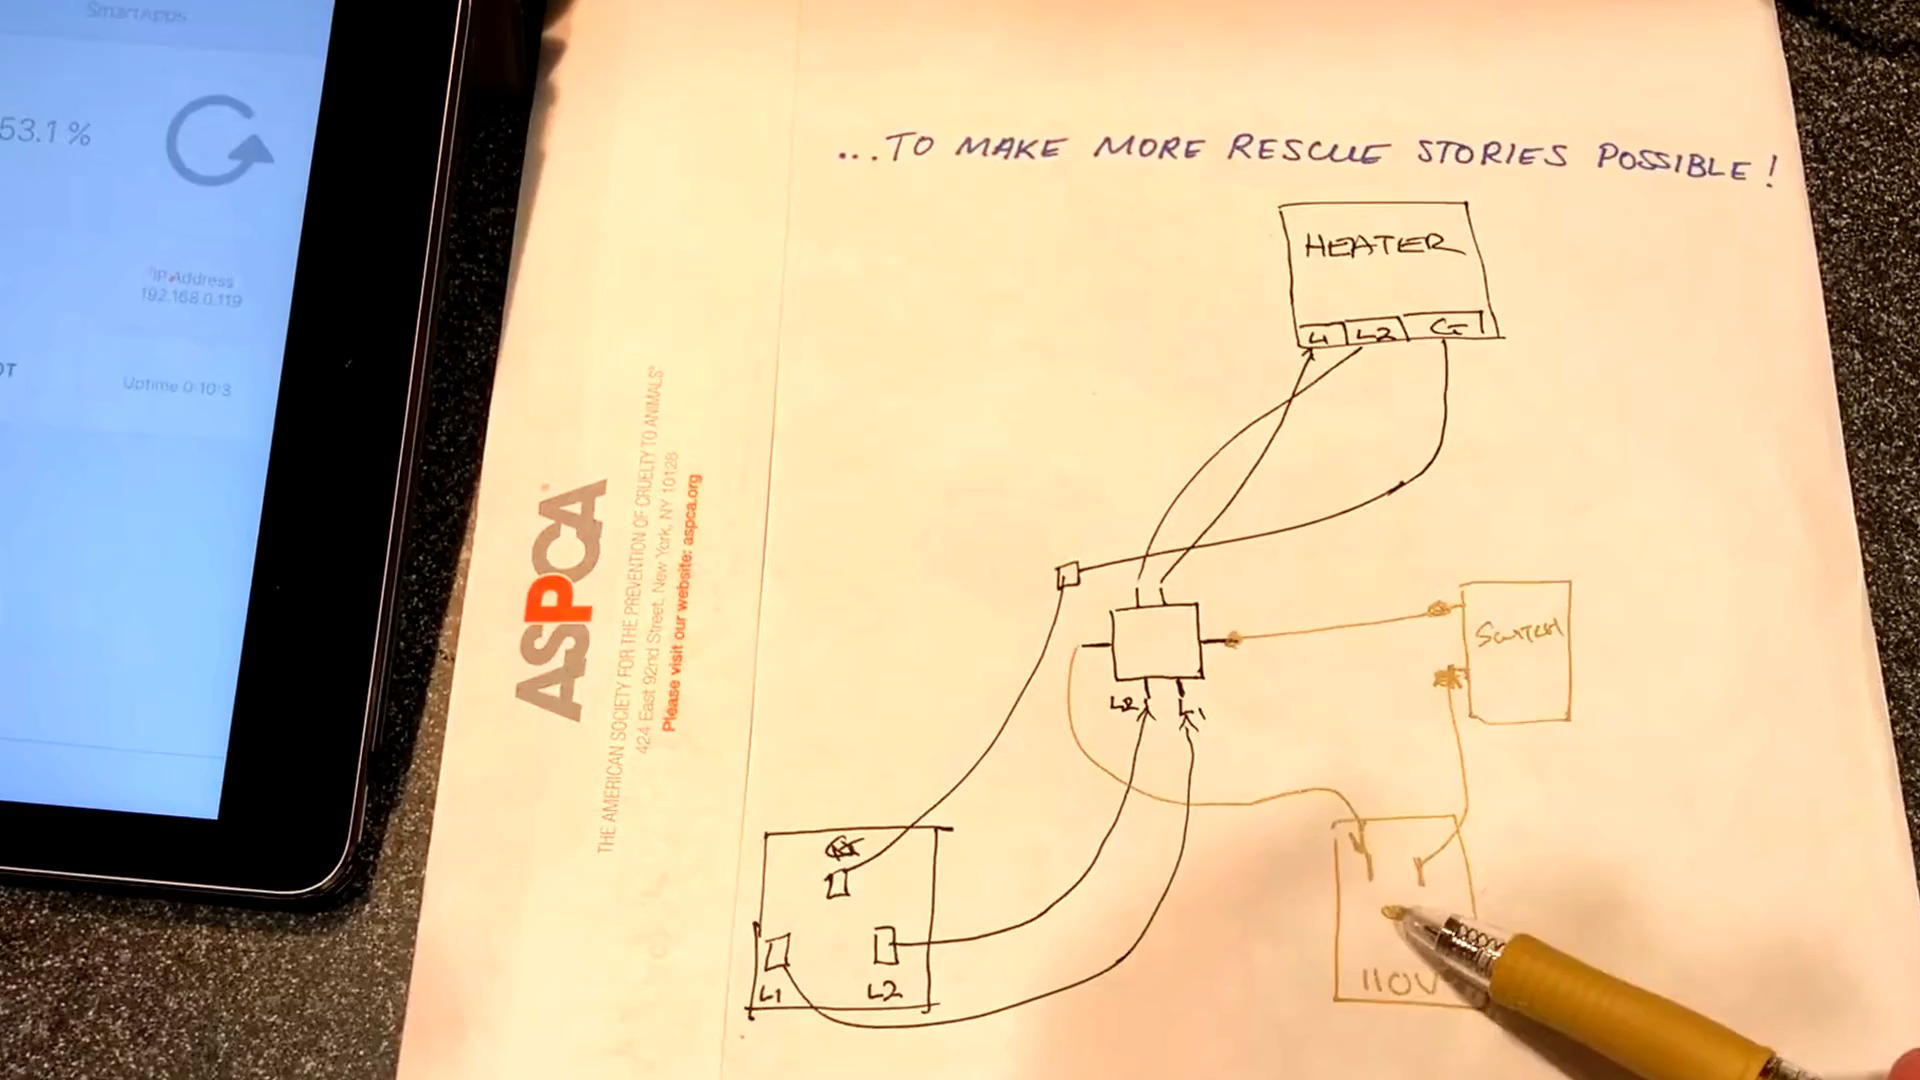 SmartApps
53.1 %
IP Address
192.168.0.119
OT
Uptime 0:10:3
ASPCA®
THE AMERICAN SOCIETY FOR THE PREVENTION OF CRUELTY TO ANIMALS®
424 East 92nd Street. New York, NY 10128
Please visit our website: aspca.org
...TO MAKE MORE RESCUE STORIES POSSIBLE!
HEATER
L1 L2 G
Switch
L2 L1
L1 L2
110V